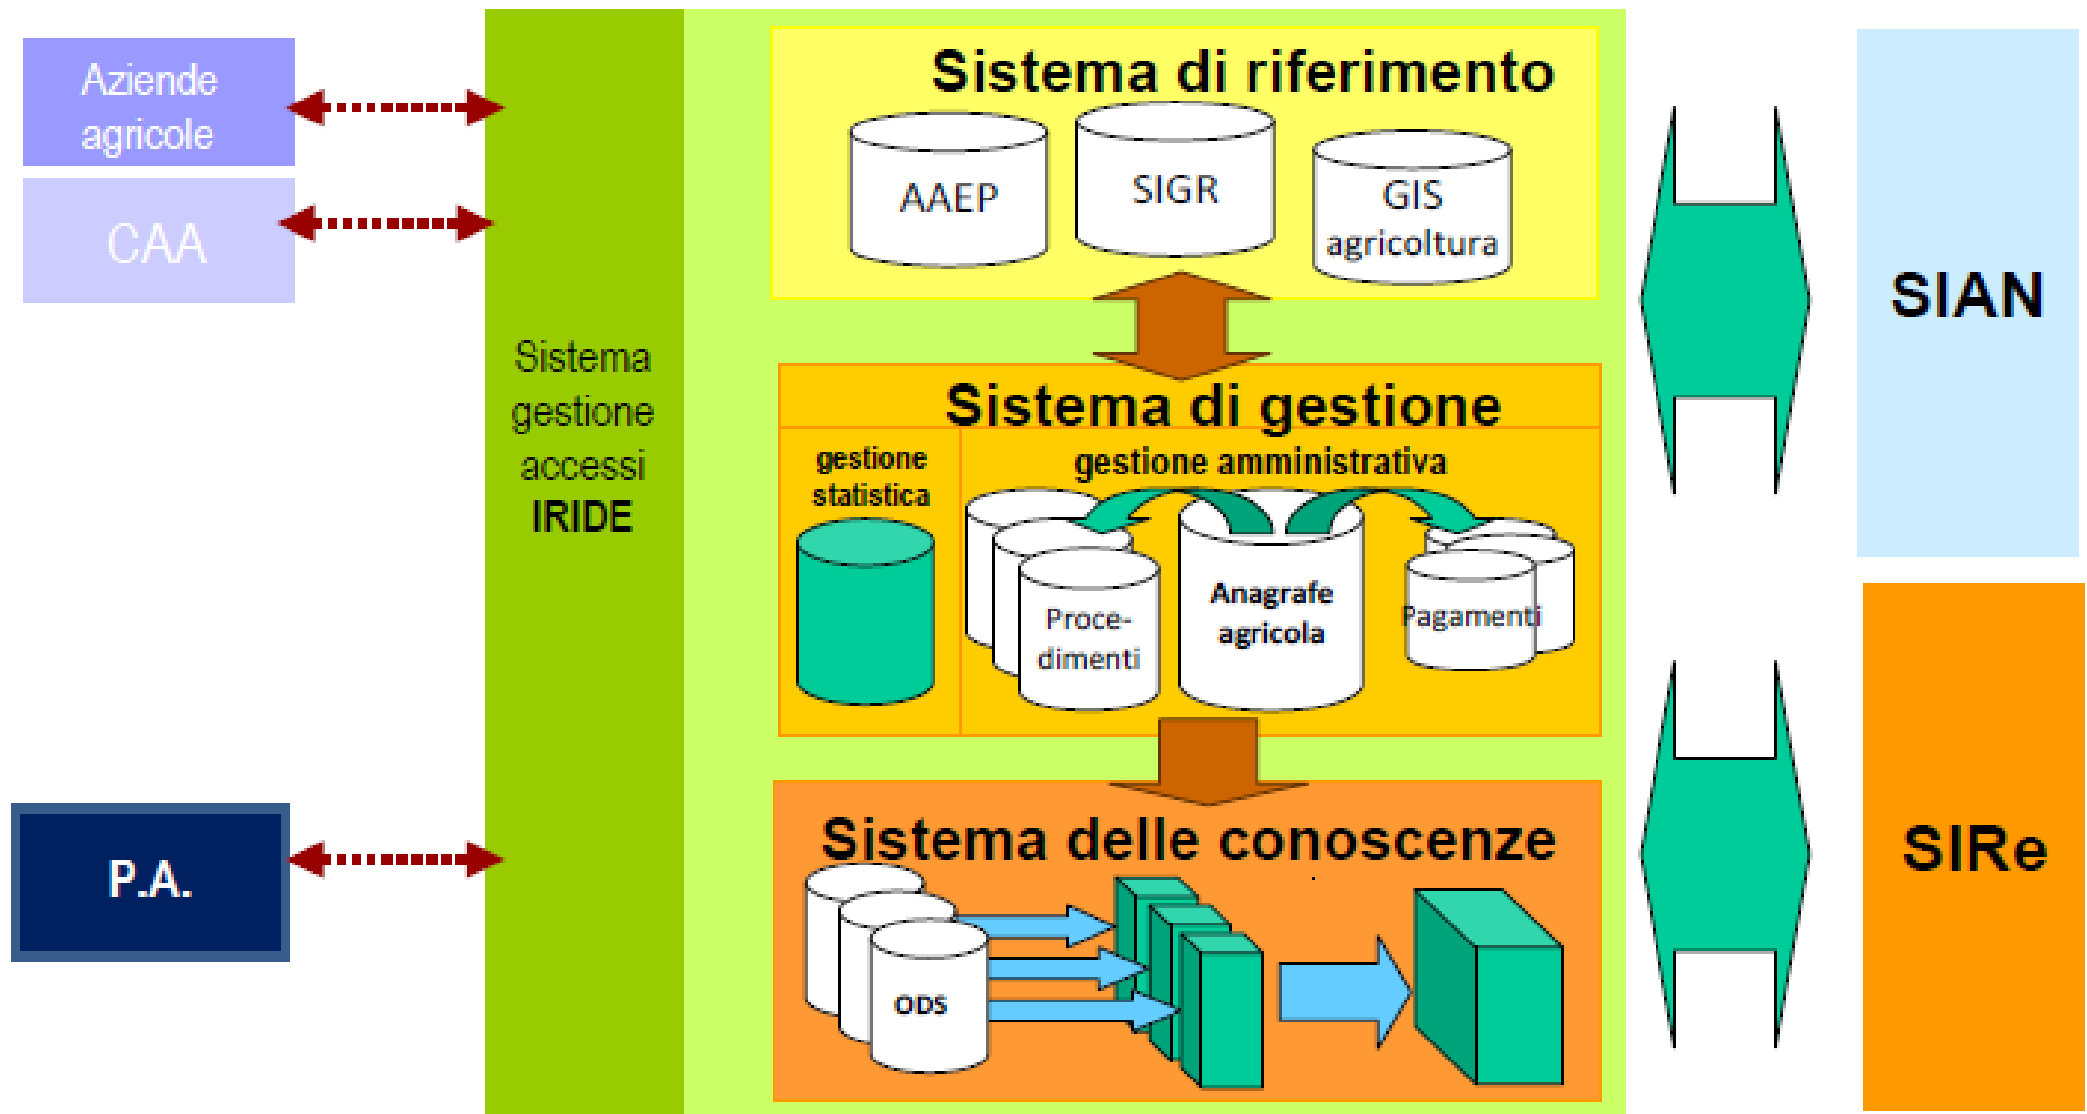 Aziende
agricole
CAA
P.A.
Sistema
gestione
accessi
IRIDE
Sistema di riferimento
AAEP
SIGR
GIS
agricoltura
Sistema di gestione
gestione
statistica
gestione amministrativa
Proce-
dimenti
Anagrafe
agricola
Pagamenti
Sistema delle conoscenze
ODS
SIAN
SIRe